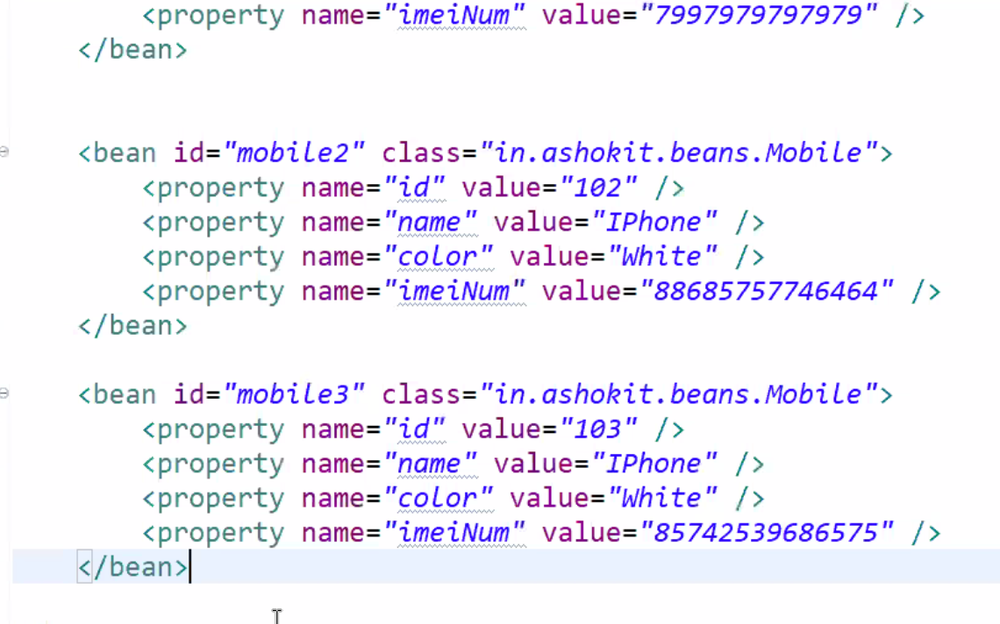 <property name="imeiNum" value="7997979797979" />
</bean>
<bean id="mobile2" class="in.ashokit.beans.Mobile">
<property name="id" value="102" />
<property name="name" value="IPhone" />
<property name="color" value="White" />
<property name="imeiNum" value="88685757746464" />
</bean>
<bean id="mobile3" class="in.ashokit.beans.Mobile">
<property name="id" value="103" />
<property name="name" value="IPhone" />
<property name="color" value="White" />
<property name="imeiNum" value="85742539686575" />
</bean>